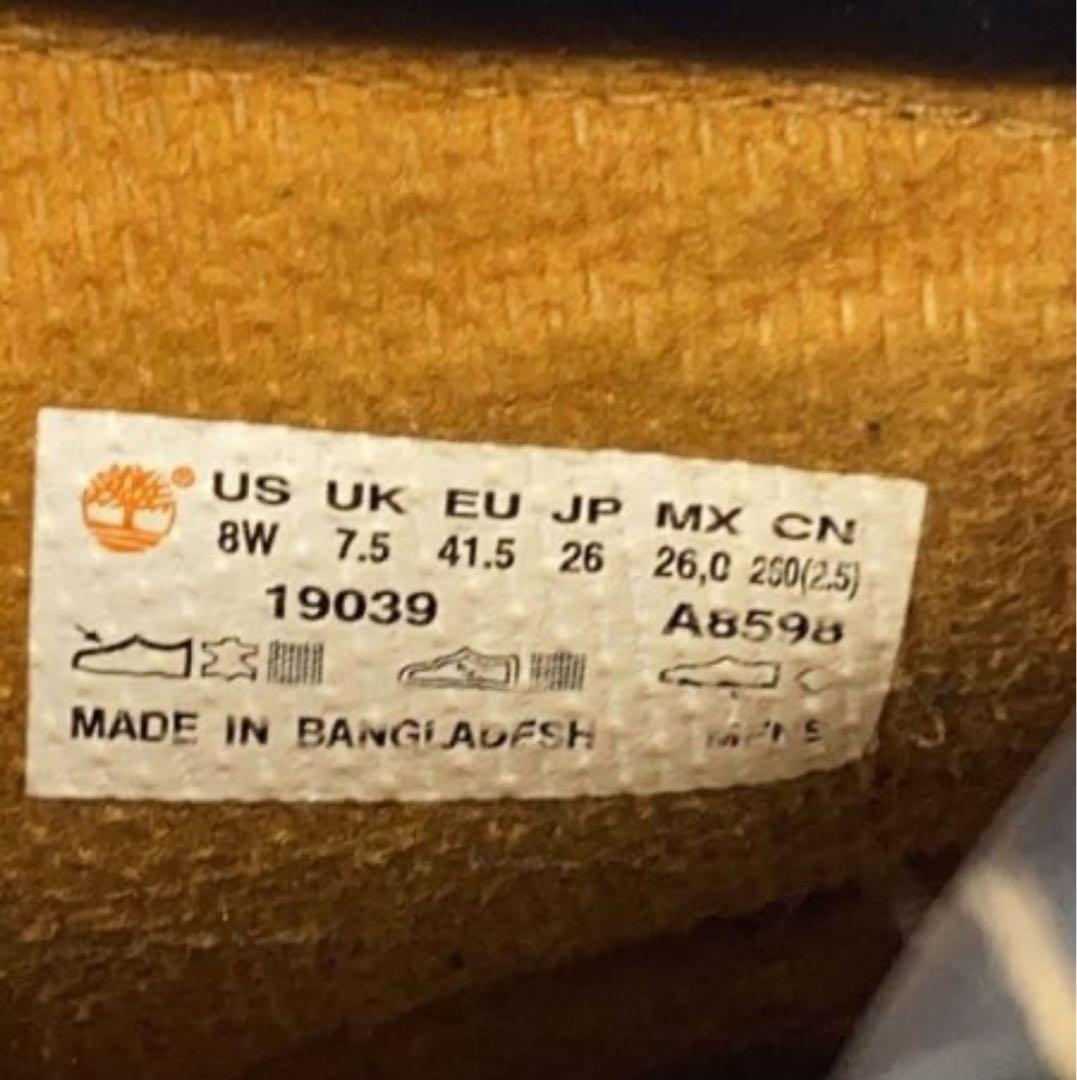 ® US UK EU JP MX CN
8W 7.5 41.5 26 26,0 260(2.5)
19039 A8598
MADE IN BANGLADESH